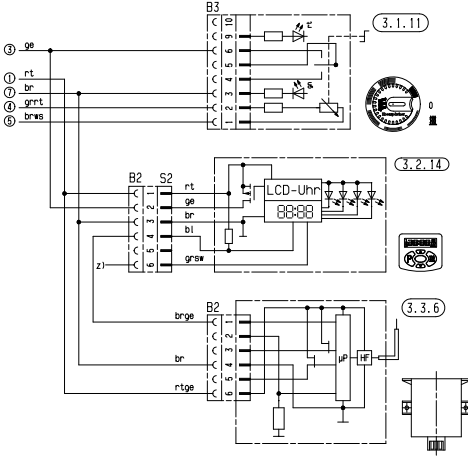 B3
10
9
6
5
4
3
2
1
3.1.11
3 ge
1 rt
7 br
4 grrt
5 brws
0
B2 S2
1
2
3
4
5
6
rt
ge
br
bl
grsw
z)
LCD-Uhr
88:88
3.2.14
P
B2
1
2
3
4
5
6
brge
br
rtge
µP
HF
3.3.6